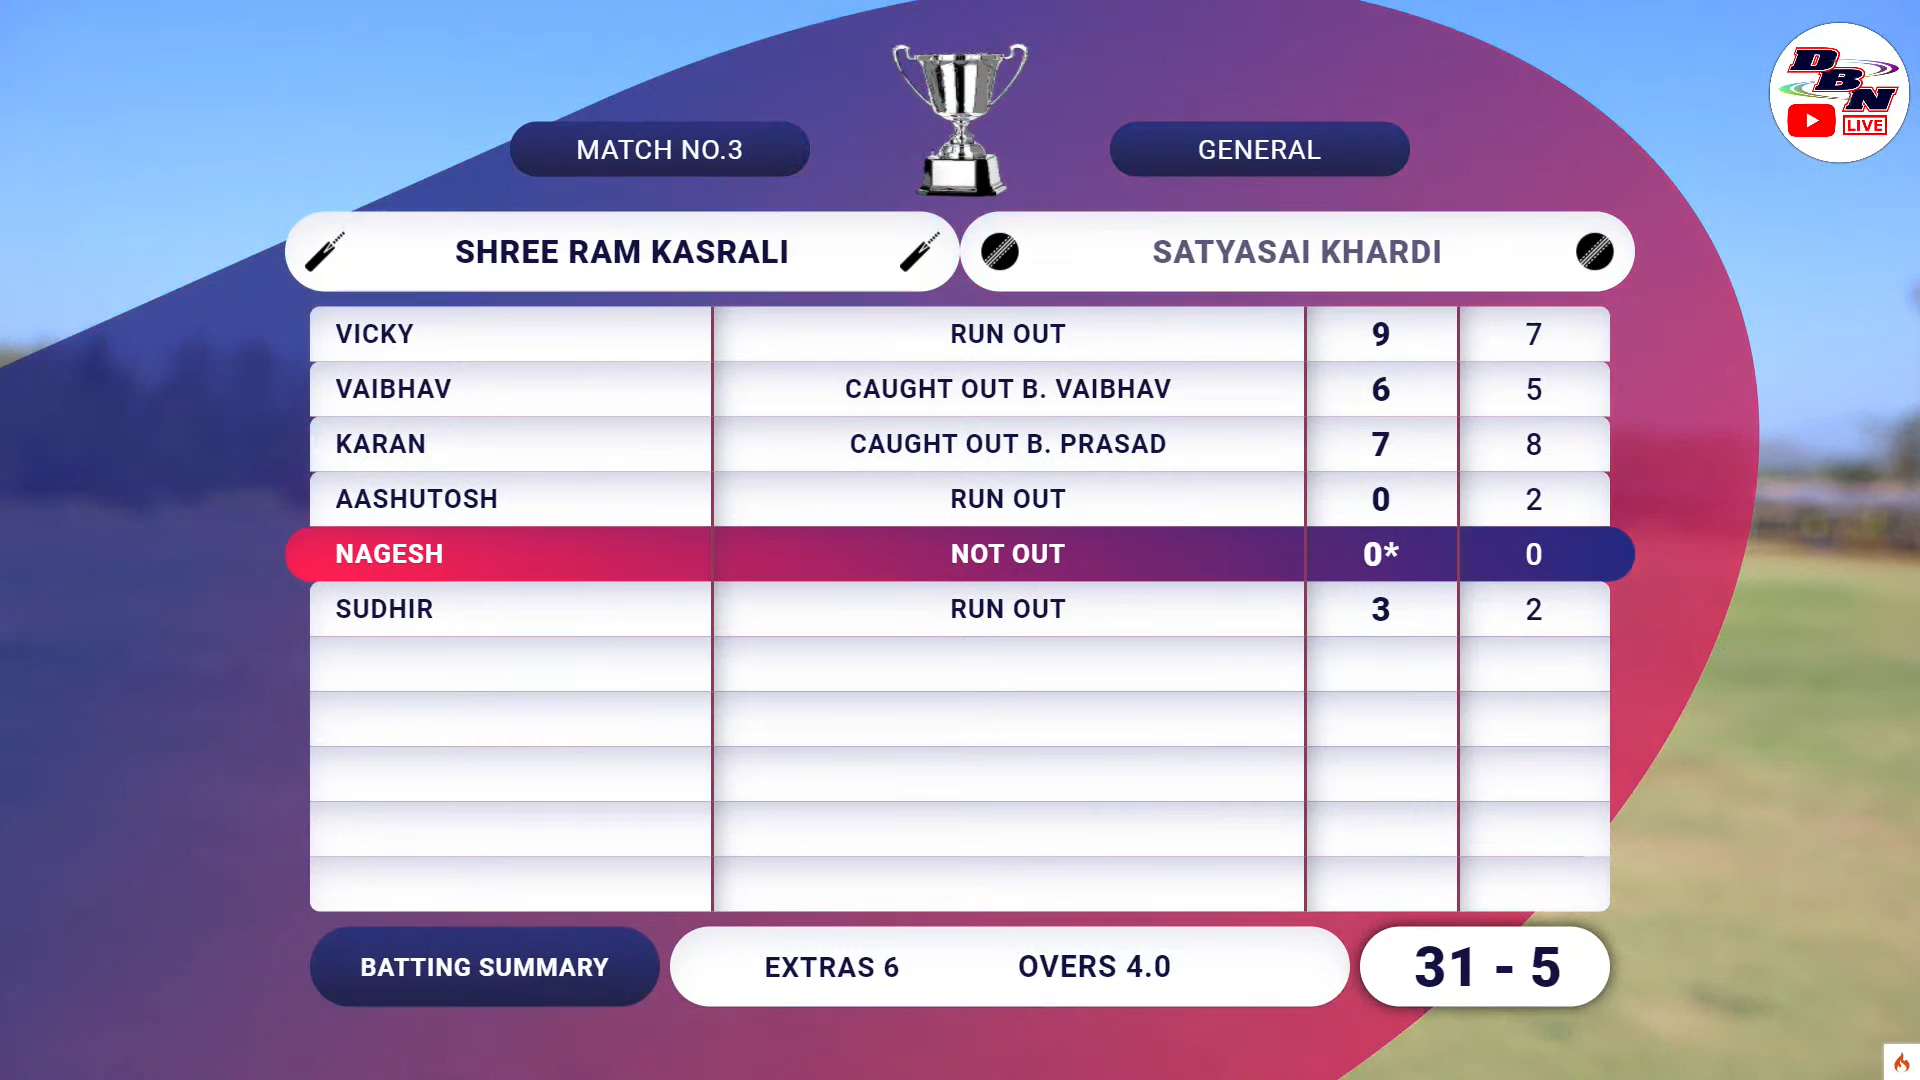 DBN
LIVE
MATCH NO.3
GENERAL
SHREE RAM KASRALI
SATYASAI KHARDI
VICKY RUN OUT 9 7
VAIBHAV CAUGHT OUT B. VAIBHAV 6 5
KARAN CAUGHT OUT B. PRASAD 7 8
AASHUTOSH RUN OUT 0 2
NAGESH NOT OUT 0* 0
SUDHIR RUN OUT 3 2
BATTING SUMMARY EXTRAS 6 OVERS 4.0 31 - 5